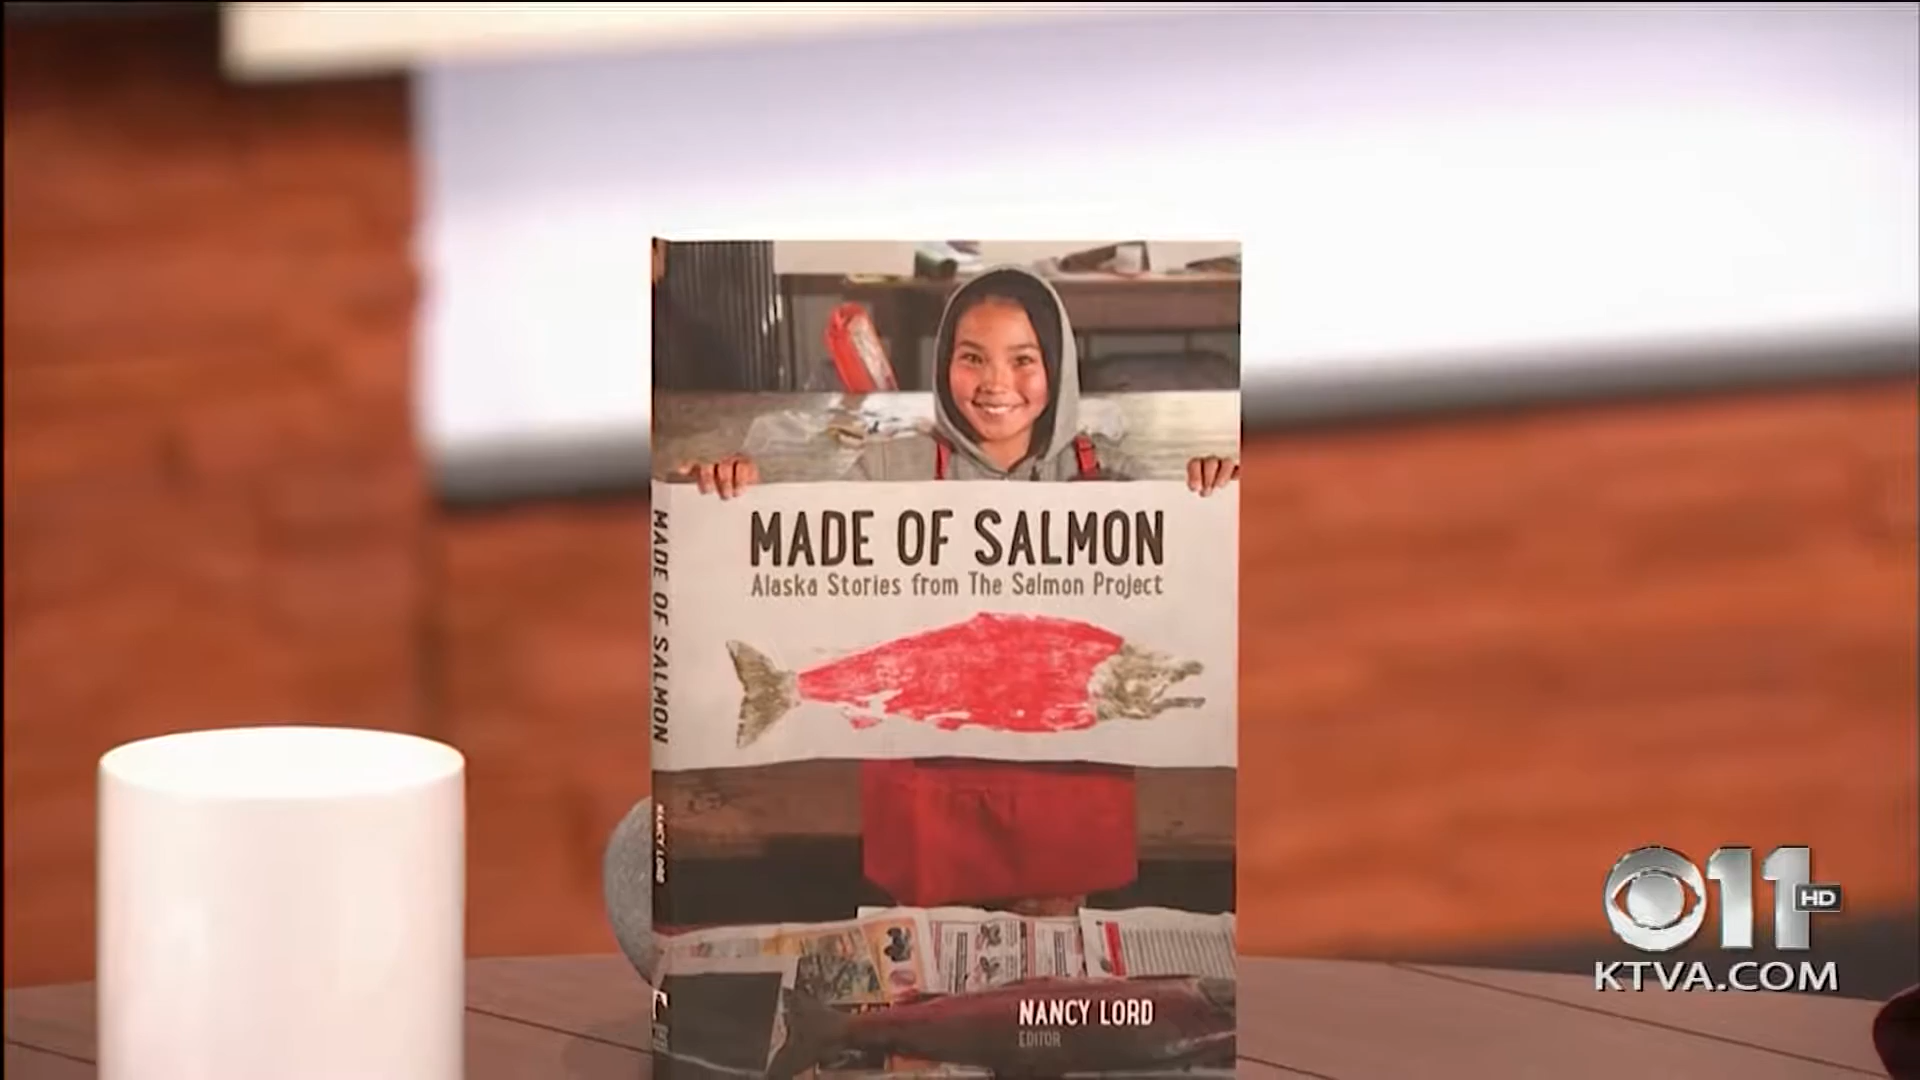 MADE OF SALMON
Alaska Stories from The Salmon Project
MADE OF SALMON
NANCY LORD
NANCY LORD
EDITOR
11
HD
KTVA.COM